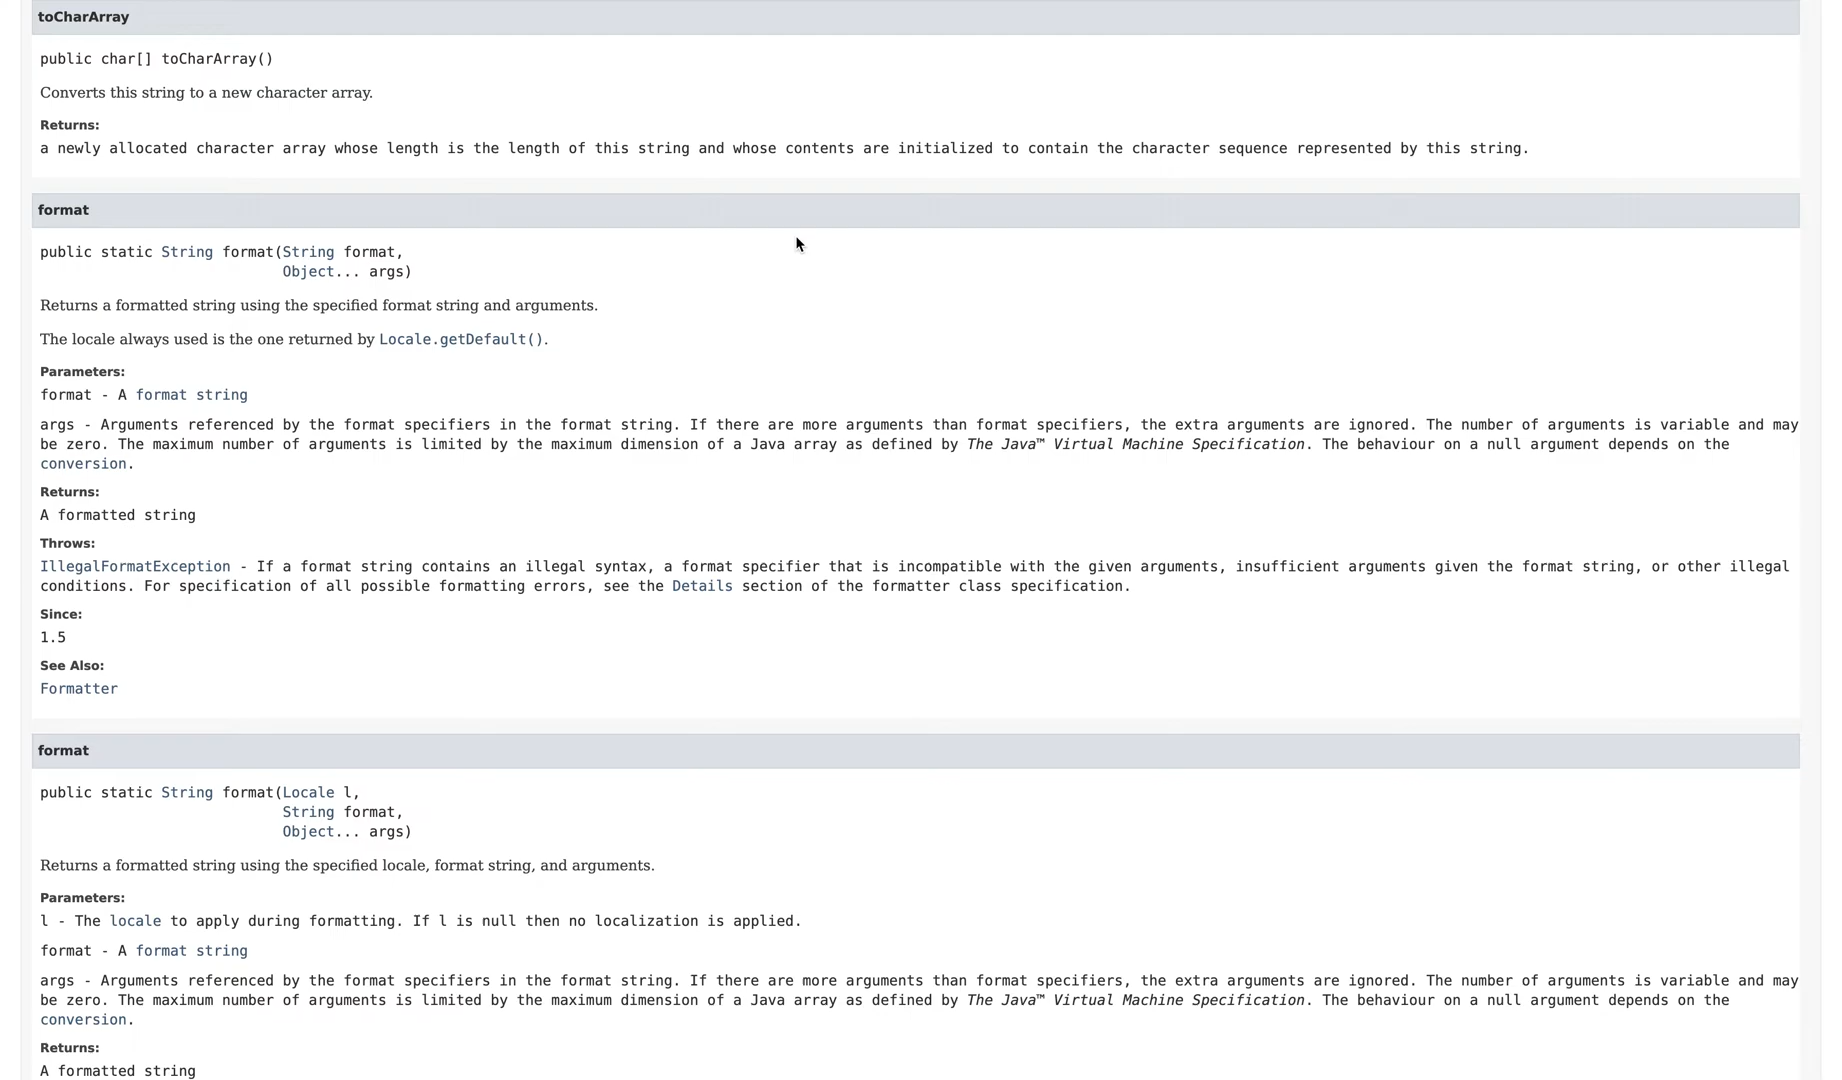 toCharArray
public char[] toCharArray()
Converts this string to a new character array.
Returns:
a newly allocated character array whose length is the length of this string and whose contents are initialized to contain the character sequence represented by this string.
format
public static String format(String format,
Object... args)
Returns a formatted string using the specified format string and arguments.
The locale always used is the one returned by Locale.getDefault().
Parameters:
format - A format string
args - Arguments referenced by the format specifiers in the format string. If there are more arguments than format specifiers, the extra arguments are ignored. The number of arguments is variable and may
be zero. The maximum number of arguments is limited by the maximum dimension of a Java array as defined by The Java™ Virtual Machine Specification. The behaviour on a null argument depends on the
conversion.
Returns:
A formatted string
Throws:
IllegalFormatException - If a format string contains an illegal syntax, a format specifier that is incompatible with the given arguments, insufficient arguments given the format string, or other illegal
conditions. For specification of all possible formatting errors, see the Details section of the formatter class specification.
Since:
1.5
See Also:
Formatter
format
public static String format(Locale l,
String format,
Object... args)
Returns a formatted string using the specified locale, format string, and arguments.
Parameters:
l - The locale to apply during formatting. If l is null then no localization is applied.
format - A format string
args - Arguments referenced by the format specifiers in the format string. If there are more arguments than format specifiers, the extra arguments are ignored. The number of arguments is variable and may
be zero. The maximum number of arguments is limited by the maximum dimension of a Java array as defined by The Java™ Virtual Machine Specification. The behaviour on a null argument depends on the
conversion.
Returns:
A formatted string